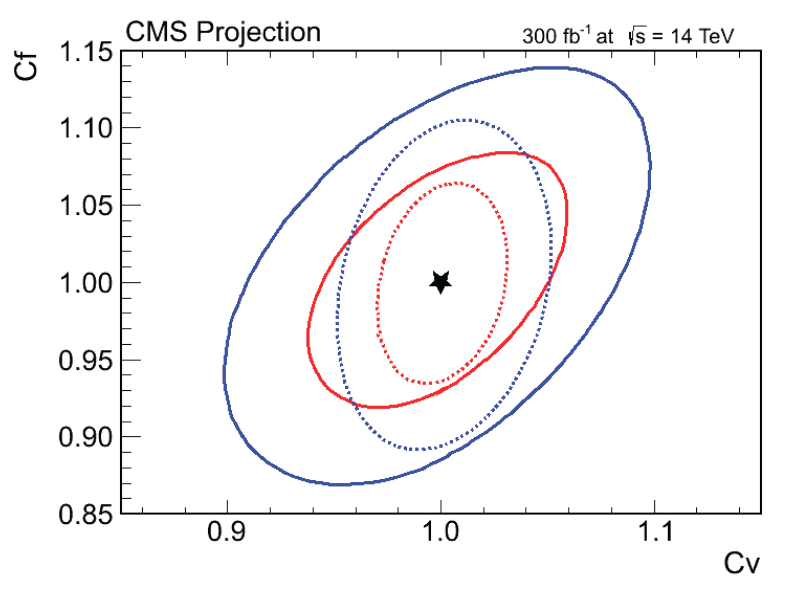 CMS Projection
300 fb⁻¹ at √s = 14 TeV
Cf
1.15
1.10
1.05
1.00
0.95
0.90
0.85
0.9
1.0
1.1
Cv